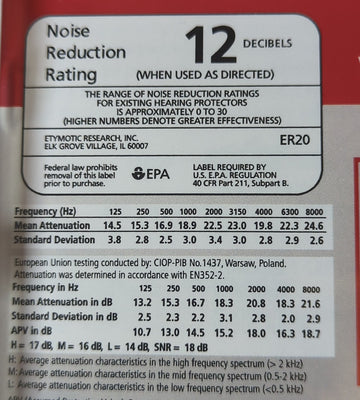 Noise
Reduction
Rating
12 DECIBELS
(WHEN USED AS DIRECTED)
THE RANGE OF NOISE REDUCTION RATINGS
FOR EXISTING HEARING PROTECTORS
IS APPROXIMATELY 0 TO 30
(HIGHER NUMBERS DENOTE GREATER EFFECTIVENESS)
ETYMOTIC RESEARCH, INC.
ELK GROVE VILLAGE, IL 60007
ER20
Federal law prohibits
removal of this label
prior to purchase.
EPA
LABEL REQUIRED BY
U.S. E.P.A. REGULATION
40 CFR Part 211, Subpart B.
Frequency (Hz) 125 250 500 1000 2000 3150 4000 6300 8000
Mean Attenuation 14.5 15.3 16.9 18.9 22.5 23.0 19.8 22.3 24.6
Standard Deviation 3.8 2.8 2.5 3.0 3.4 3.0 2.8 2.9 2.6
European Union testing conducted by: CIOP-PIB No.1437, Warsaw, Poland.
Attenuation was determined in accordance with EN352-2.
Frequency in Hz 125 250 500 1000 2000 4000 8000
Mean Attenuation in dB 13.2 15.3 16.7 18.3 20.8 18.3 21.6
Standard Deviation in dB 2.5 2.3 2.2 3.1 2.8 2.0 2.9
APV in dB 10.7 13.0 14.5 15.2 18.0 16.3 18.7
H = 17 dB, M = 16 dB, L = 14 dB, SNR = 18 dB
H: Average attenuation characteristics in the high frequency spectrum (> 2 kHz)
M: Average attenuation characteristics in the mid frequency spectrum (0.5-2 kHz)
L: Average attenuation characteristics in the low frequency spectrum (<0.5 kHz)